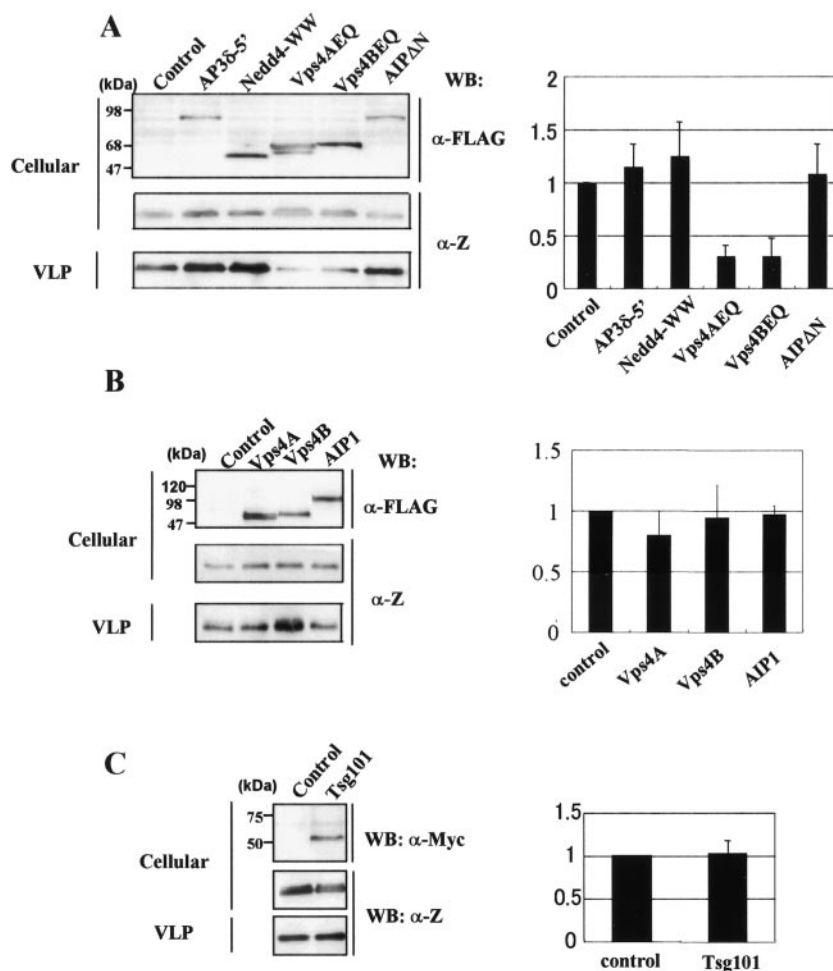 A
Control
AP3δ-5'
Nedd4-WW
Vps4AEQ
Vps4BEQ
AIPΔN
(kDa)
98
68
47
Cellular
VLP
WB:
α-FLAG
α-Z
2
1.5
1
0.5
0
Control
AP3δ-5'
Nedd4-WW
Vps4AEQ
Vps4BEQ
AIPΔN
B
Control
Vps4A
Vps4B
AIP1
(kDa)
120
98
47
Cellular
VLP
WB:
α-FLAG
α-Z
1.5
1
0.5
0
control
Vps4A
Vps4B
AIP1
C
Control
Tsg101
(kDa)
75
50
Cellular
VLP
WB: α-Myc
WB: α-Z
1.5
1
0.5
0
control
Tsg101